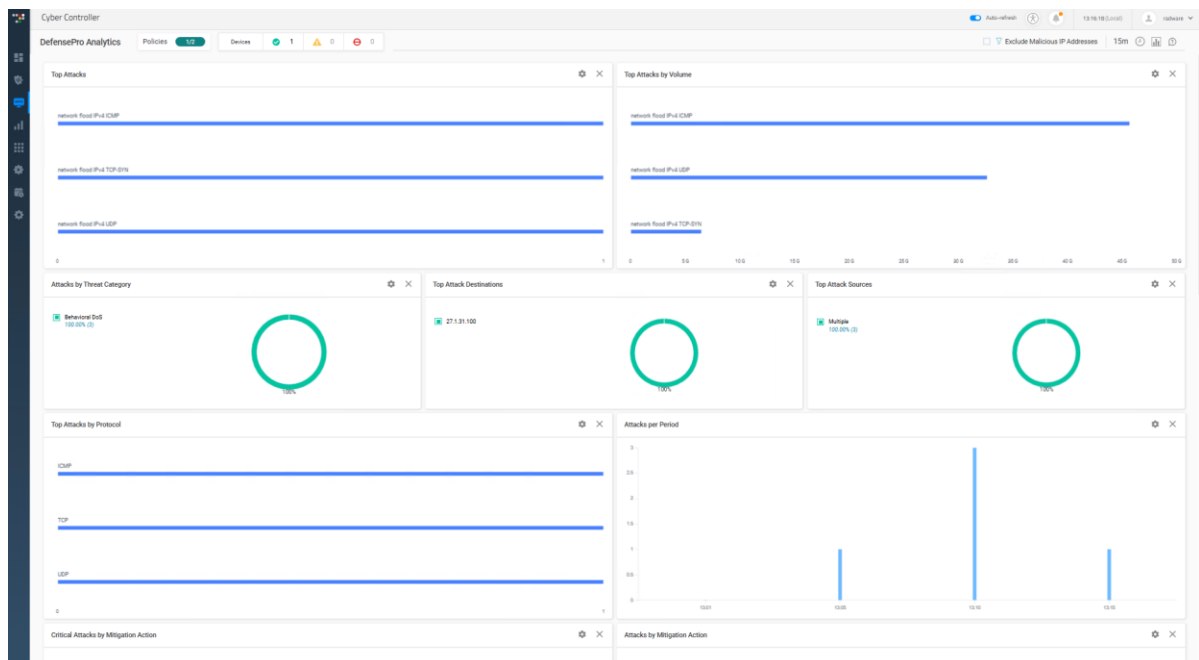 Cyber Controller
Auto-refresh
13:16:18 (Local)
radware
DefensePro Analytics
Policies 1/2
Devices 1 0 0
Exclude Malicious IP Addresses
15m
Top Attacks
network flood IPv4 ICMP
network flood IPv4 TCP-SYN
network flood IPv4 UDP
0 1
Top Attacks by Volume
network flood IPv4 ICMP
network flood IPv4 UDP
network flood IPv4 TCP-SYN
0 5 G 10 G 15 G 20 G 25 G 30 G 35 G 40 G 45 G 50 G
Attacks by Threat Category
Behavioral DoS
100.00% (3)
100%
Top Attack Destinations
27.1.31.100
100%
Top Attack Sources
Multiple
100.00% (3)
100%
Top Attacks by Protocol
ICMP
TCP
UDP
0 1
Attacks per Period
3
2.5
2
1.5
1
0.5
0
13:01 13:05 13:10 13:15
Critical Attacks by Mitigation Action
Attacks by Mitigation Action